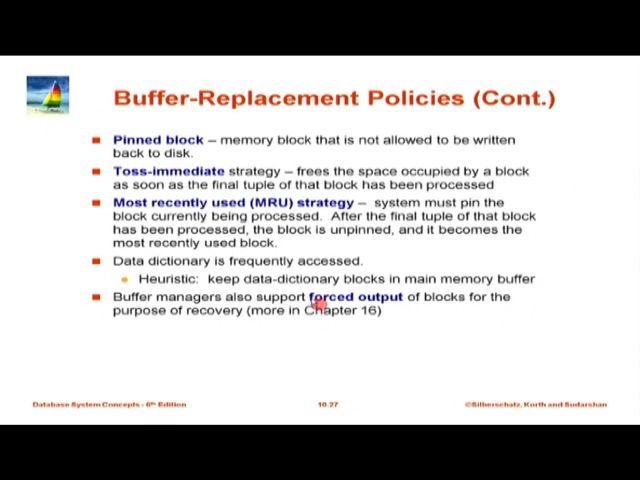 Buffer-Replacement Policies (Cont.)
Pinned block – memory block that is not allowed to be written
back to disk.
Toss-immediate strategy – frees the space occupied by a block
as soon as the final tuple of that block has been processed
Most recently used (MRU) strategy – system must pin the
block currently being processed. After the final tuple of that block
has been processed, the block is unpinned, and it becomes the
most recently used block.
Data dictionary is frequently accessed.
Heuristic: keep data-dictionary blocks in main memory buffer
Buffer managers also support forced output of blocks for the
purpose of recovery (more in Chapter 16)
Database System Concepts - 6th Edition
10.27
©Silberschatz, Korth and Sudarshan